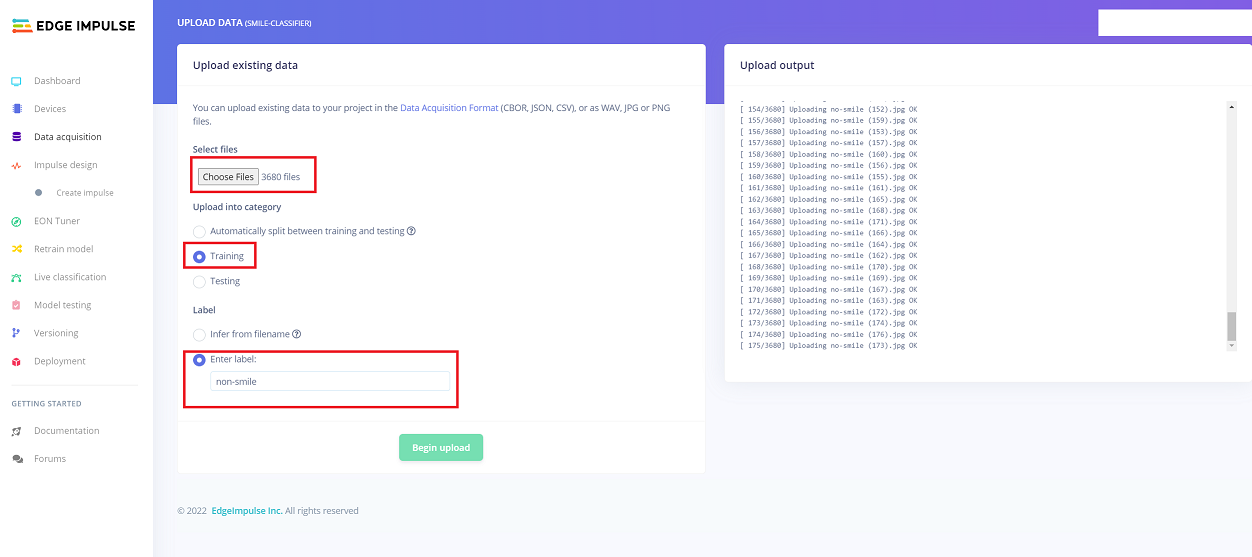 EDGE IMPULSE
Dashboard
Devices
Data acquisition
Impulse design
Create impulse
EON Tuner
Retrain model
Live classification
Model testing
Versioning
Deployment
GETTING STARTED
Documentation
Forums
UPLOAD DATA (SMILE-CLASSIFIER)
Upload existing data
You can upload existing data to your project in the Data Acquisition Format (CBOR, JSON, CSV), or as WAV, JPG or PNG
files.
Select files
Choose Files 3680 files
Upload into category
Automatically split between training and testing
Training
Testing
Label
Infer from filename
Enter label:
non-smile
Begin upload
© 2022 EdgeImpulse Inc. All rights reserved
Upload output
[ 154/3680] Uploading no-smile (152).jpg OK
[ 155/3680] Uploading no-smile (159).jpg OK
[ 156/3680] Uploading no-smile (153).jpg OK
[ 157/3680] Uploading no-smile (157).jpg OK
[ 158/3680] Uploading no-smile (160).jpg OK
[ 159/3680] Uploading no-smile (156).jpg OK
[ 160/3680] Uploading no-smile (155).jpg OK
[ 161/3680] Uploading no-smile (161).jpg OK
[ 162/3680] Uploading no-smile (165).jpg OK
[ 163/3680] Uploading no-smile (168).jpg OK
[ 164/3680] Uploading no-smile (171).jpg OK
[ 165/3680] Uploading no-smile (166).jpg OK
[ 166/3680] Uploading no-smile (164).jpg OK
[ 167/3680] Uploading no-smile (162).jpg OK
[ 168/3680] Uploading no-smile (170).jpg OK
[ 169/3680] Uploading no-smile (169).jpg OK
[ 170/3680] Uploading no-smile (167).jpg OK
[ 171/3680] Uploading no-smile (163).jpg OK
[ 172/3680] Uploading no-smile (172).jpg OK
[ 173/3680] Uploading no-smile (174).jpg OK
[ 174/3680] Uploading no-smile (176).jpg OK
[ 175/3680] Uploading no-smile (173).jpg OK